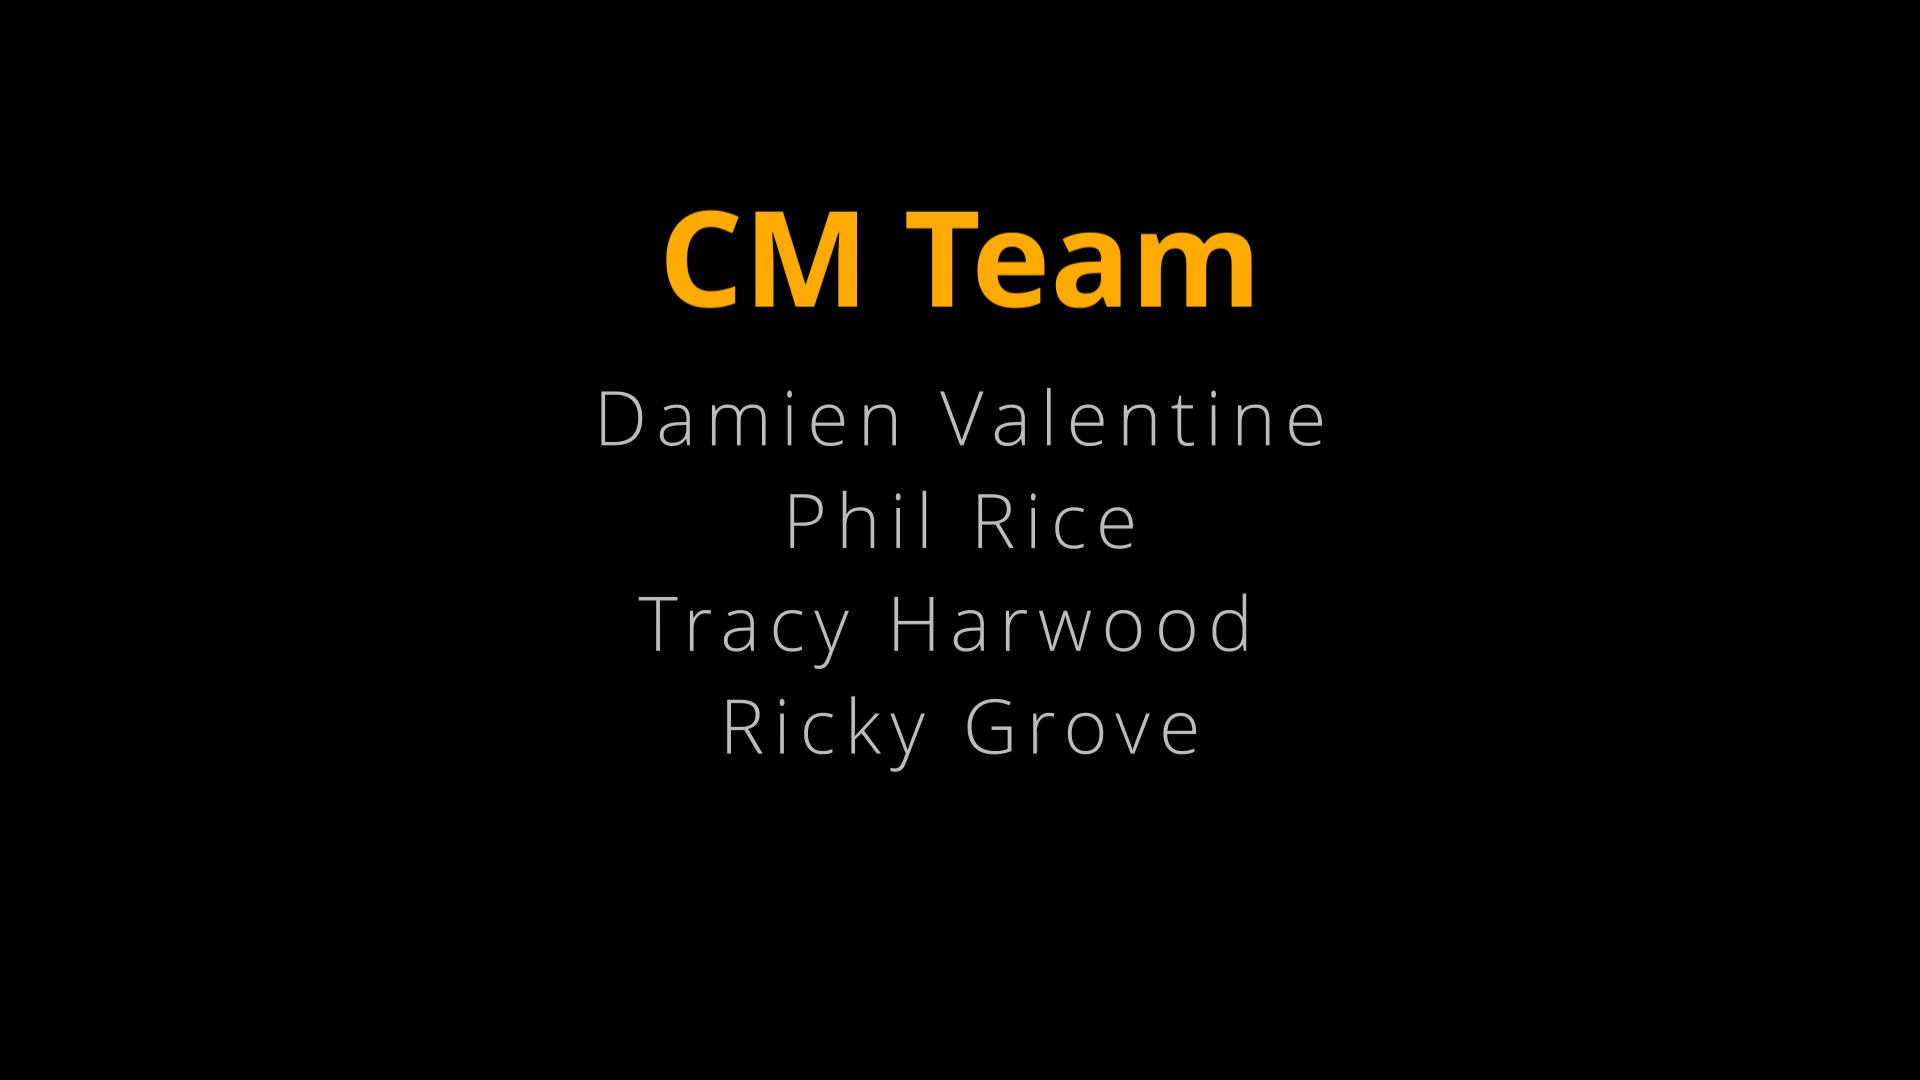 CM Team
Damien Valentine
Phil Rice
Tracy Harwood
Ricky Grove